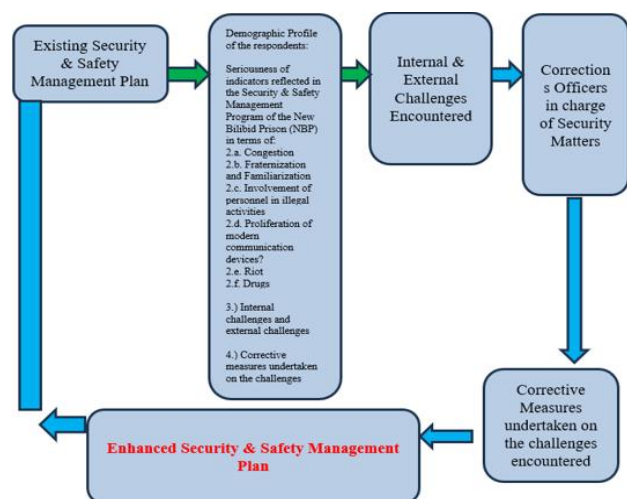 Existing Security
& Safety
Management Plan
Demographic Profile
of the respondents:
Seriousness of
indicators reflected in
the Security & Safety
Management
Program of the New
Bilibid Prison (NBP)
in terms of:
2.a. Congestion
2.b. Fraternization
and Familiarization
2.c. Involvement of
personnel in illegal
activities
2.d. Proliferation of
modern
communication
devices?
2.e. Riot
2.f. Drugs
3.) Internal
challenges and
external challenges
4.) Corrective
measures undertaken
on the challenges
Internal &
External
Challenges
Encountered
Correction
s Officers
in charge
of Security
Matters
Corrective
Measures
undertaken on
the challenges
encountered
Enhanced Security & Safety Management
Plan